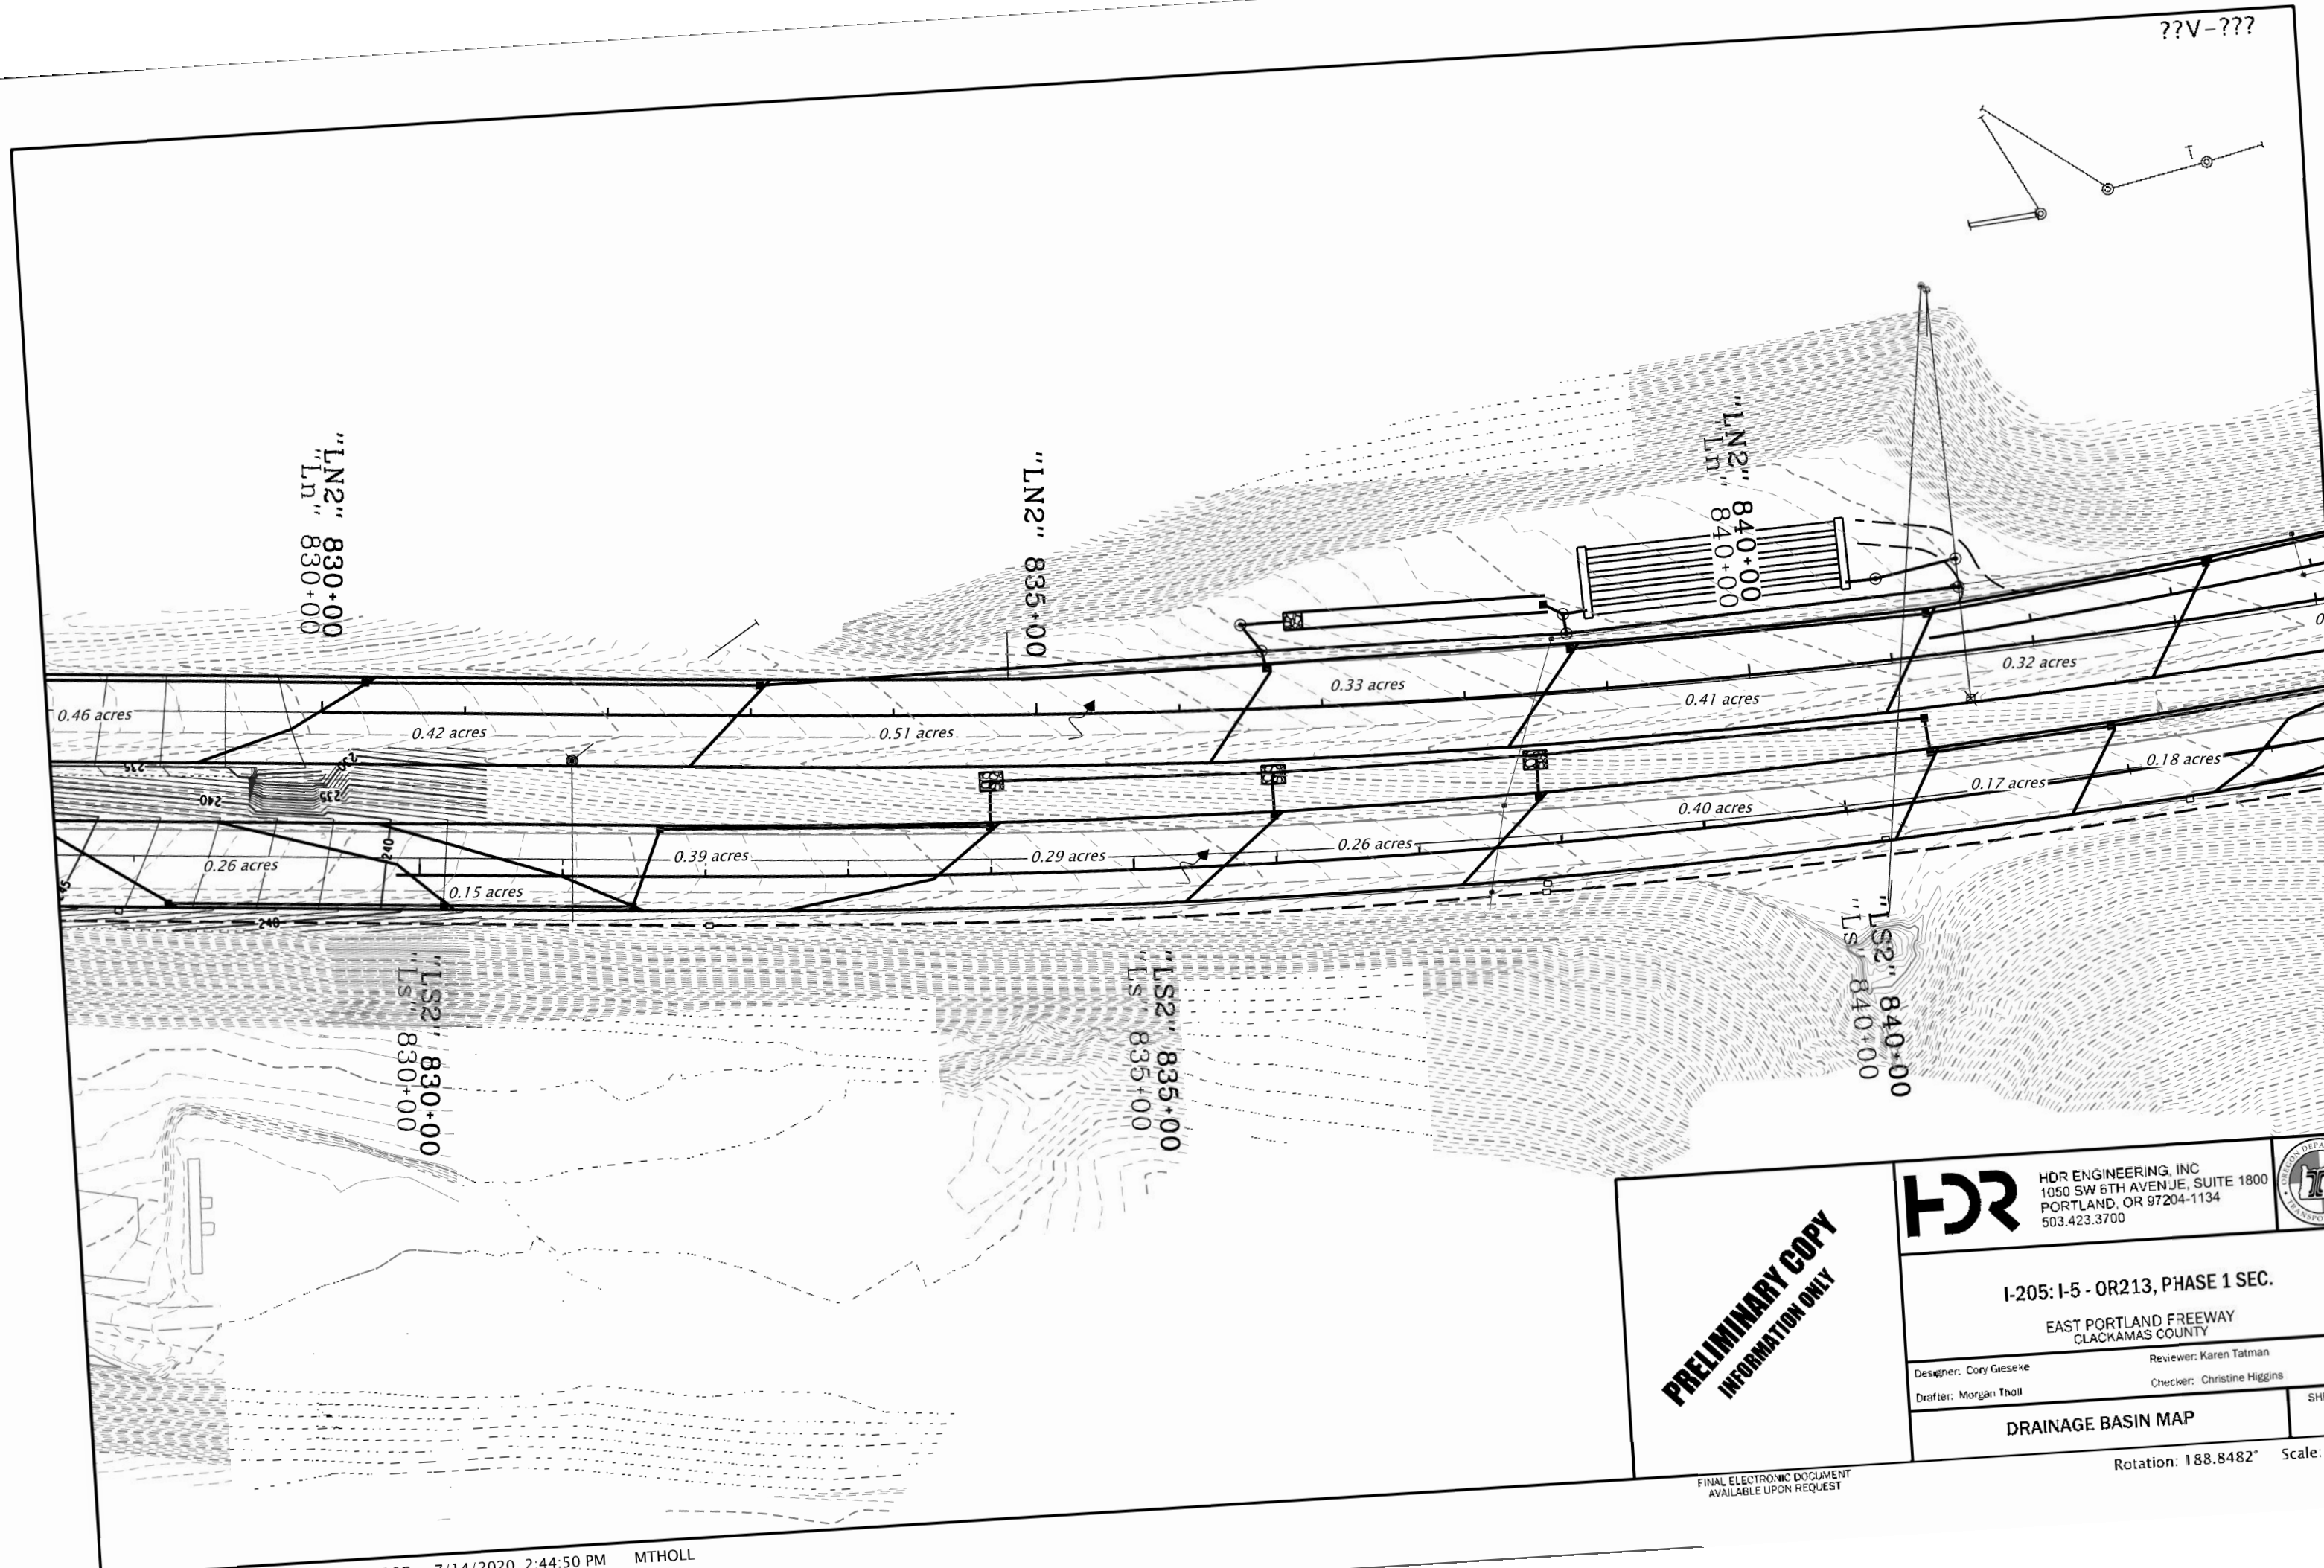 ??V-???
"LN2" 830+00
"Ln" 830+00
"LN2" 835+00
"LN2" 840+00
"Ln" 840+00
0.46 acres
0.42 acres
0.51 acres
0.33 acres
0.41 acres
0.32 acres
235
230
240
235
0.26 acres
240
0.15 acres
0.39 acres
0.29 acres
0.26 acres
0.40 acres
0.17 acres
0.18 acres
240
"LS2" 830+00
"Ls" 830+00
"LS2" 835+00
"Ls" 835+00
"LS2" 840+00
"Ls" 840+00
PRELIMINARY COPY
INFORMATION ONLY
HDR
HDR ENGINEERING, INC
1050 SW 6TH AVENUE, SUITE 1800
PORTLAND, OR 97204-1134
503.423.3700
I-205: I-5 - OR213, PHASE 1 SEC.
EAST PORTLAND FREEWAY
CLACKAMAS COUNTY
Designer: Cory Gieseke
Reviewer: Karen Tatman
Drafter: Morgan Tholl
Checker: Christine Higgins
DRAINAGE BASIN MAP
Rotation: 188.8482° Scale:
FINAL ELECTRONIC DOCUMENT
AVAILABLE UPON REQUEST
7/14/2020 2:44:50 PM MTHOLL